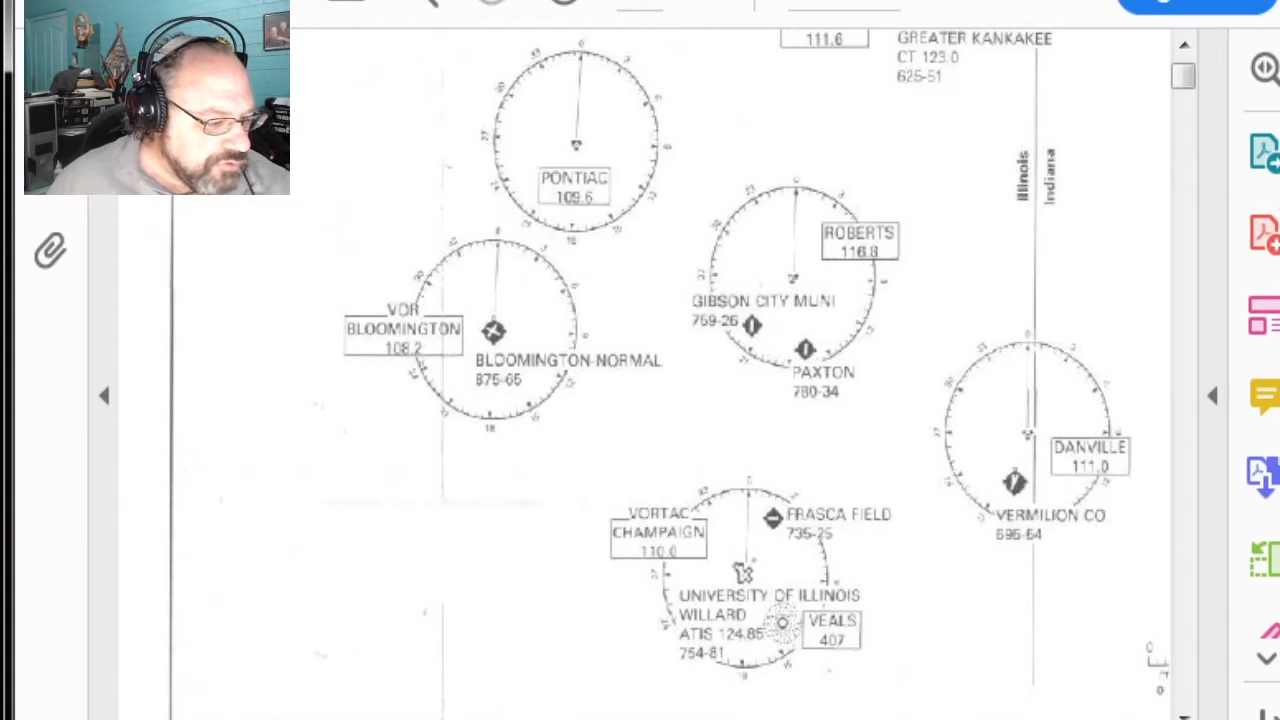 111.6
GREATER KANKAKEE
CT 123.0
625-51
PONTIAC
109.6
Illinois
Indiana
ROBERTS
116.8
GIBSON CITY MUNI
759-26
VOR
BLOOMINGTON
108.2
BLOOMINGTON-NORMAL
875-65
PAXTON
780-34
DANVILLE
111.0
VERMILION CO
695-54
VORTAC
CHAMPAIGN
110.0
FRASCA FIELD
735-25
UNIVERSITY OF ILLINOIS
WILLARD
ATIS 124.85
754-81
VEALS
407